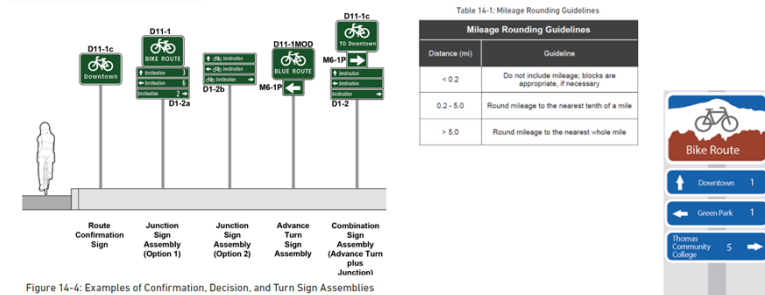 D11-1c
Downtown
D11-1
BIKE ROUTE
Destination 3
Destination 6
Destination 2
D1-2a
Destination
Destination
Destination
D1-2b
D11-1MOD
BLUE ROUTE
M6-1P
D11-1c
TO Downtown
M6-1P
Destination
Destination
Destination
D1-2
Route
Confirmation
Sign
Junction
Sign
Assembly
(Option 1)
Junction
Sign
Assembly
(Option 2)
Advance
Turn
Sign
Assembly
Combination
Sign
Assembly
(Advance Turn
plus
Junction)
Figure 14-4: Examples of Confirmation, Decision, and Turn Sign Assemblies
Table 14-1: Mileage Rounding Guidelines
Mileage Rounding Guidelines
Distance (mi) Guideline
< 0.2 Do not include mileage; blocks are
appropriate, if necessary
0.2 - 5.0 Round mileage to the nearest tenth of a mile
> 5.0 Round mileage to the nearest whole mile
Bike Route
Downtown 1
Green Park 1
Thomas
Community 5
College